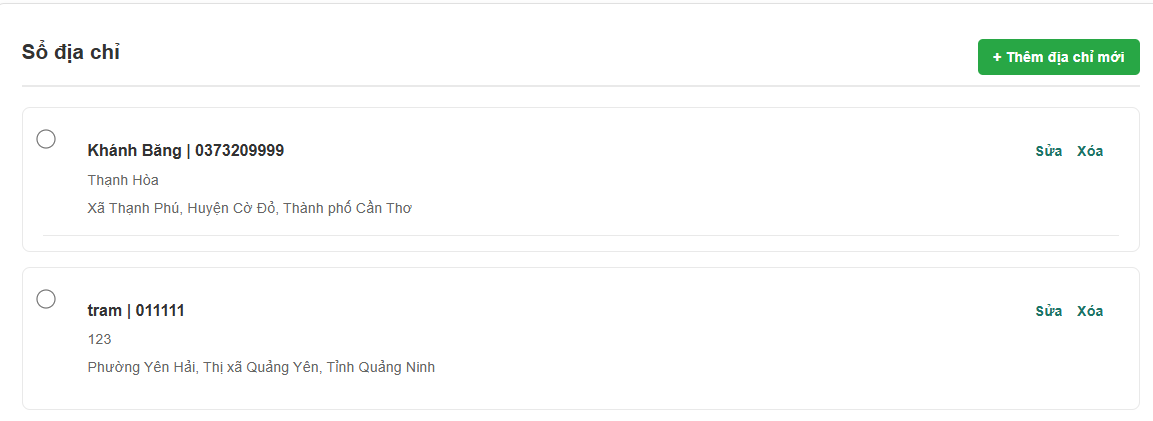 Sổ địa chỉ
+ Thêm địa chỉ mới
Khánh Băng | 0373209999
Sửa Xóa
Thạnh Hòa
Xã Thạnh Phú, Huyện Cờ Đỏ, Thành phố Cần Thơ
tram | 011111
Sửa Xóa
123
Phường Yên Hải, Thị xã Quảng Yên, Tỉnh Quảng Ninh